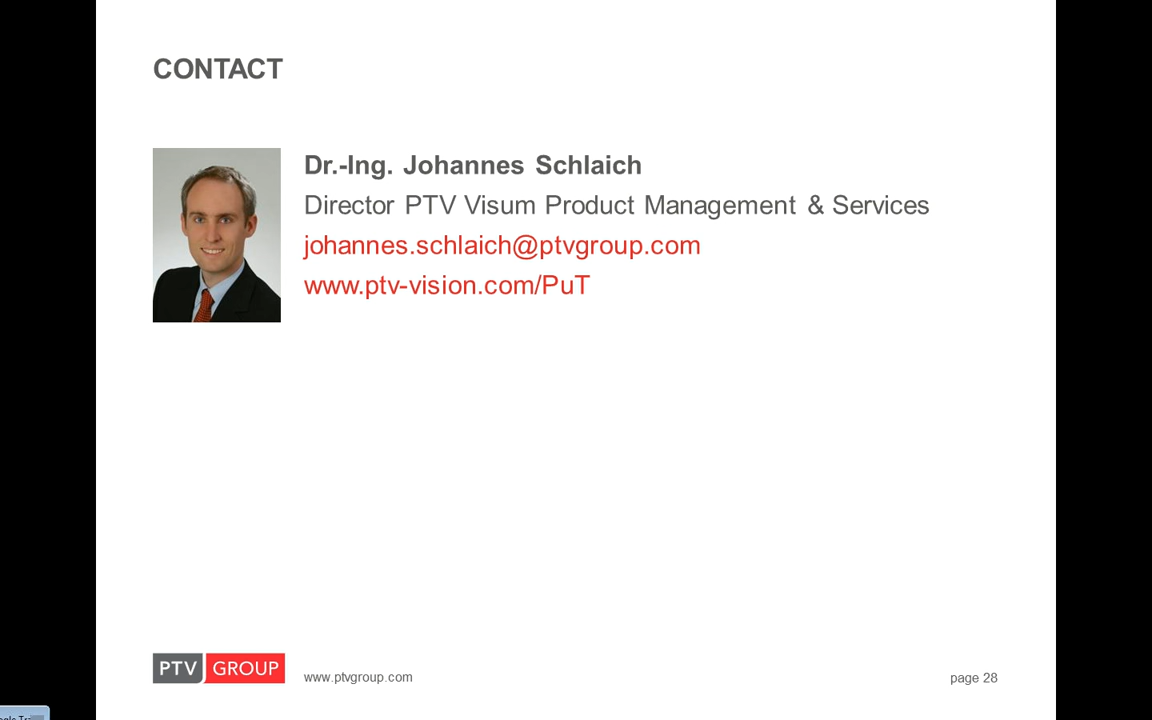 CONTACT
Dr.-Ing. Johannes Schlaich
Director PTV Visum Product Management & Services
johannes.schlaich@ptvgroup.com
www.ptv-vision.com/PuT
PTV GROUP
www.ptvgroup.com
page 28